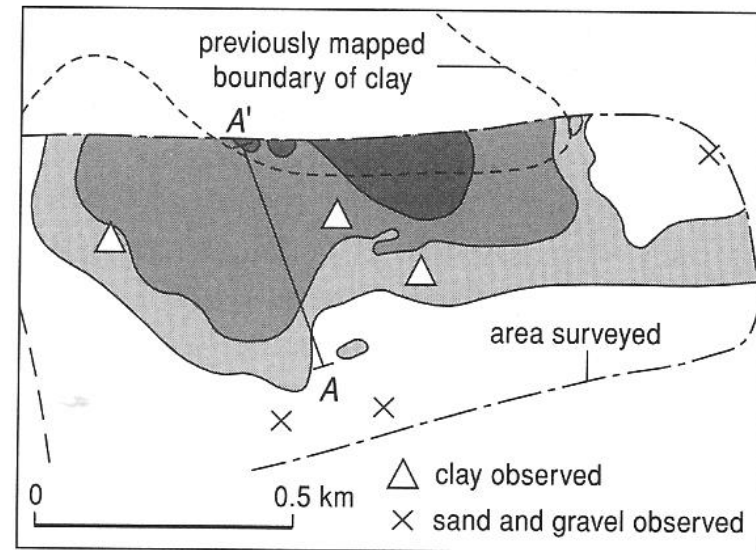 previously mapped
boundary of clay
A'
area surveyed
A
0
0.5 km
clay observed
sand and gravel observed